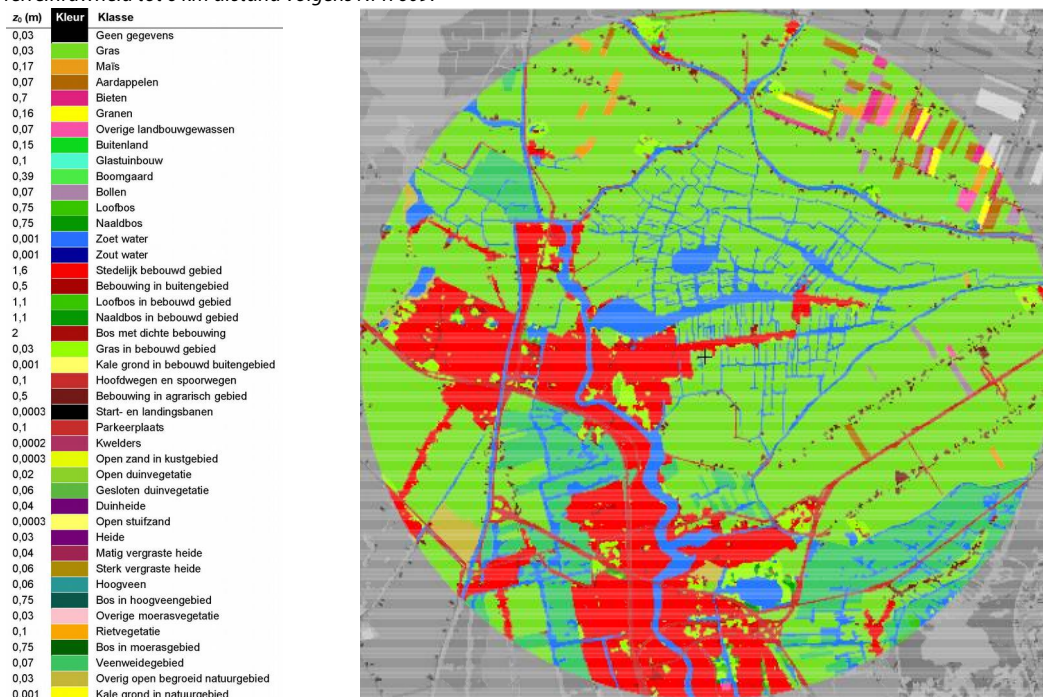 z₀ (m) Kleur Klasse
0,03 Geen gegevens
0,03 Gras
0,17 Maïs
0,07 Aardappelen
0,7 Bieten
0,16 Granen
0,07 Overige landbouwgewassen
0,15 Buitenland
0,1 Glastuinbouw
0,39 Boomgaard
0,07 Bollen
0,75 Loofbos
0,75 Naaldbos
0,001 Zoet water
0,001 Zout water
1,6 Stedelijk bebouwd gebied
0,5 Bebouwing in buitengebied
1,1 Loofbos in bebouwd gebied
1,1 Naaldbos in bebouwd gebied
2 Bos met dichte bebouwing
0,03 Gras in bebouwd gebied
0,001 Kale grond in bebouwd buitengebied
0,1 Hoofdwegen en spoorwegen
0,5 Bebouwing in agrarisch gebied
0,0003 Start- en landingsbanen
0,1 Parkeerplaats
0,0002 Kwelders
0,0003 Open zand in kustgebied
0,02 Open duinvegetatie
0,06 Gesloten duinvegetatie
0,04 Duinheide
0,0003 Open stuifzand
0,03 Heide
0,04 Matig vergraste heide
0,06 Sterk vergraste heide
0,06 Hoogveen
0,75 Bos in hoogveengebied
0,03 Overige moerasvegetatie
0,1 Rietvegetatie
0,75 Bos in moerasgebied
0,07 Veenweidegebied
0,03 Overig open begroeid natuurgebied
0,001 Kale grond in natuurgebied